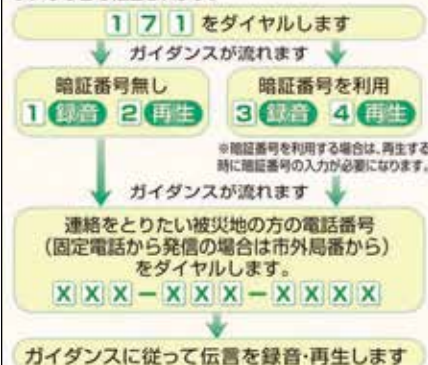 171をダイヤルします
ガイダンスが流れます
暗証番号無し
1 録音 2 再生
暗証番号を利用
3 録音 4 再生
※暗証番号を利用する場合は、再生する
時に暗証番号の入力が必要になります。
ガイダンスが流れます
連絡をとりたい被災地の方の電話番号
(固定電話から発信の場合は市外局番から)
をダイヤルします。
XXX-XXX-XXXX
ガイダンスに従って伝言を録音・再生します